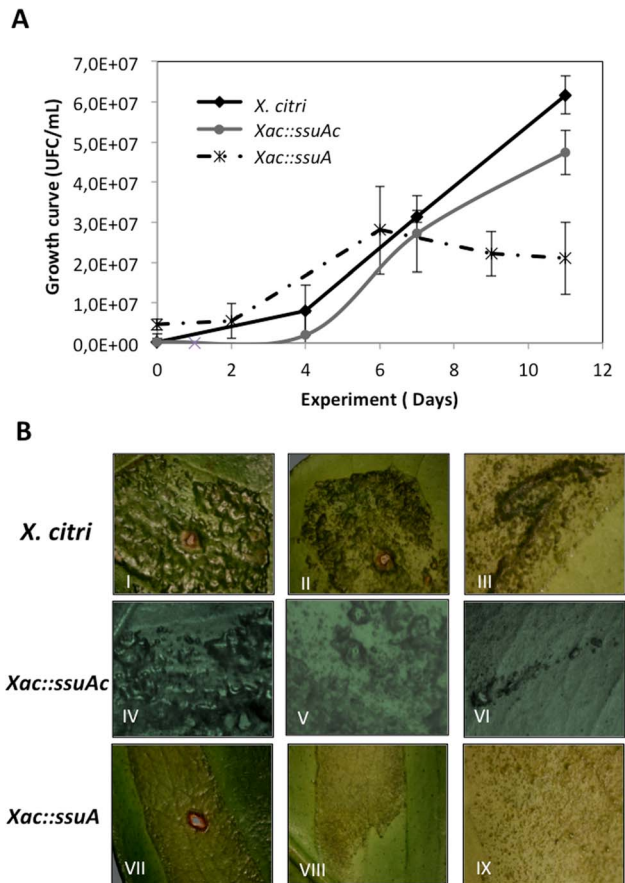 A
Growth curve (UFC/mL)
7,0E+07
6,0E+07
5,0E+07
4,0E+07
3,0E+07
2,0E+07
1,0E+07
0,0E+00
X. citri
Xac::ssuAc
Xac::ssuA
0 2 4 6 8 10 12
Experiment ( Days)
B
X. citri
I II III
Xac::ssuAc
IV V VI
Xac::ssuA
VII VIII IX